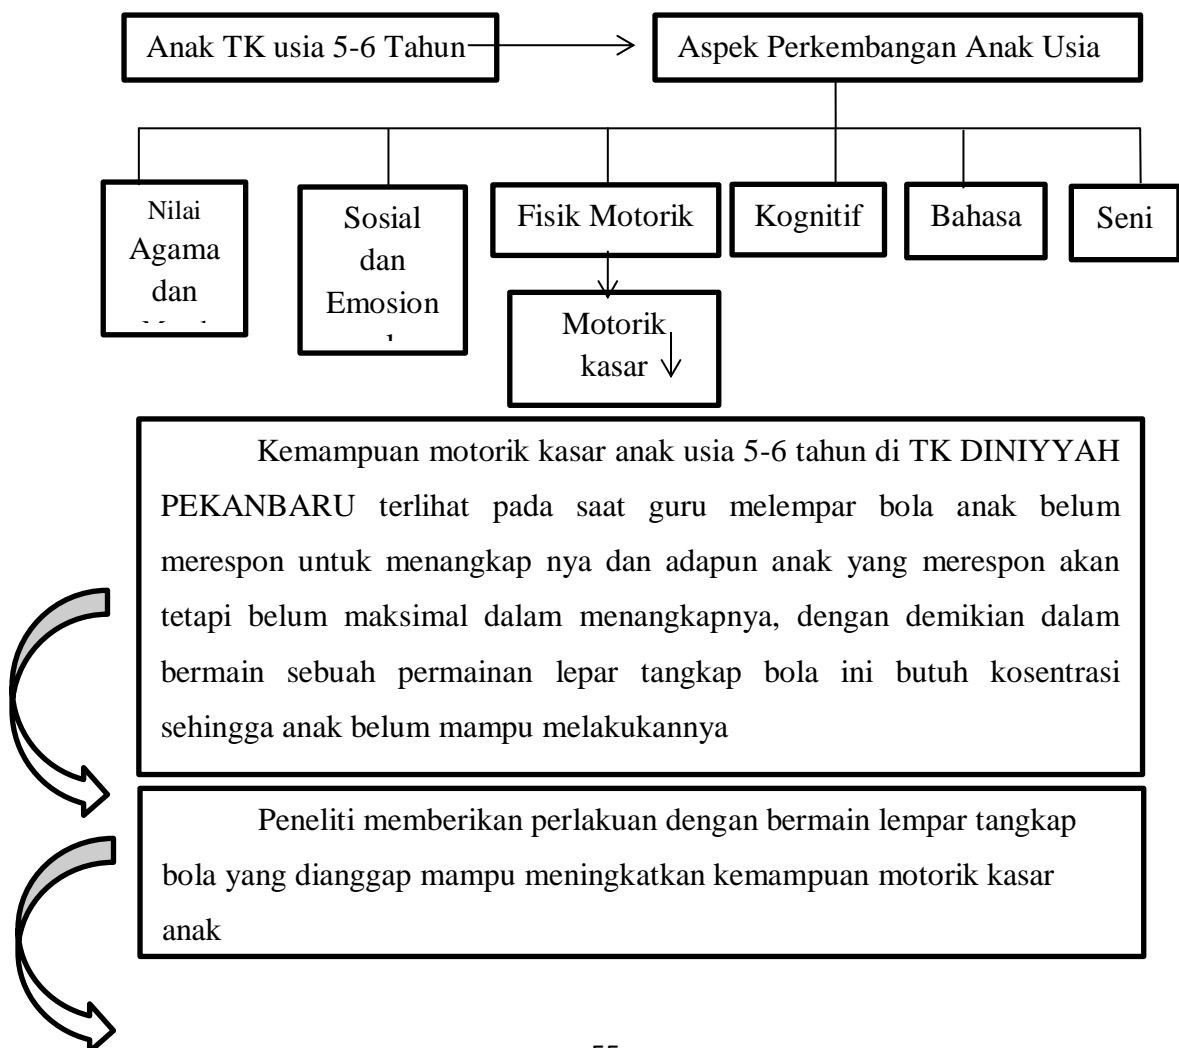 Anak TK usia 5-6 Tahun
Aspek Perkembangan Anak Usia
Nilai
Agama
dan
Sosial
dan
Emosion
Fisik Motorik
Kognitif
Bahasa
Seni
Motorik
kasar
Kemampuan motorik kasar anak usia 5-6 tahun di TK DINIYYAH
PEKANBARU terlihat pada saat guru melempar bola anak belum
merespon untuk menangkap nya dan adapun anak yang merespon akan
tetapi belum maksimal dalam menangkapnya, dengan demikian dalam
bermain sebuah permainan lepar tangkap bola ini butuh kosentrasi
sehingga anak belum mampu melakukannya
Peneliti memberikan perlakuan dengan bermain lempar tangkap
bola yang dianggap mampu meningkatkan kemampuan motorik kasar
anak